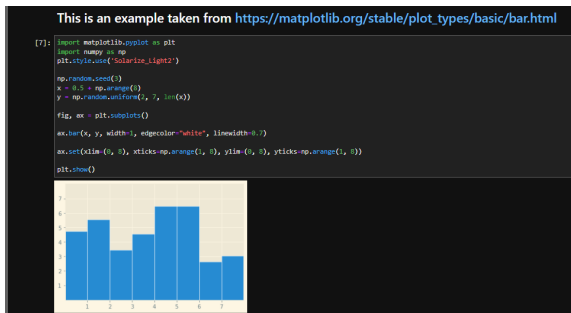 This is an example taken from https://matplotlib.org/stable/plot_types/basic/bar.html
[7]: import matplotlib.pyplot as plt
import numpy as np
plt.style.use('Solarize_Light2')
np.random.seed(3)
x = 0.5 + np.arange(8)
y = np.random.uniform(2, 7, len(x))
fig, ax = plt.subplots()
ax.bar(x, y, width=1, edgecolor="white", linewidth=0.7)
ax.set(xlim=(0, 8), xticks=np.arange(1, 8), ylim=(0, 8), yticks=np.arange(1, 8))
plt.show()
7
6
5
4
3
2
1
1 2 3 4 5 6 7